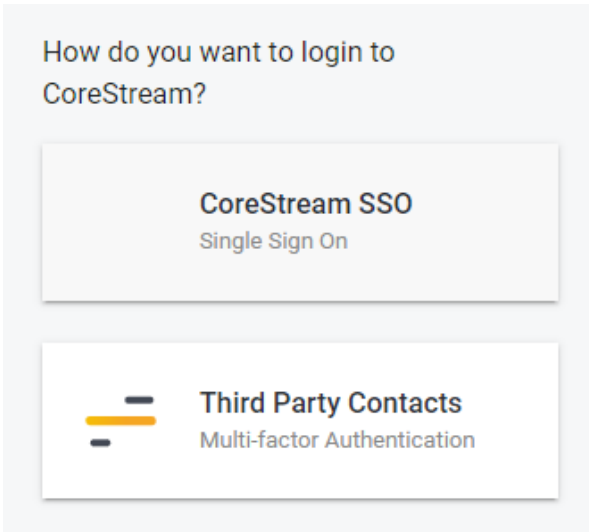 How do you want to login to
CoreStream?
CoreStream SSO
Single Sign On
Third Party Contacts
Multi-factor Authentication